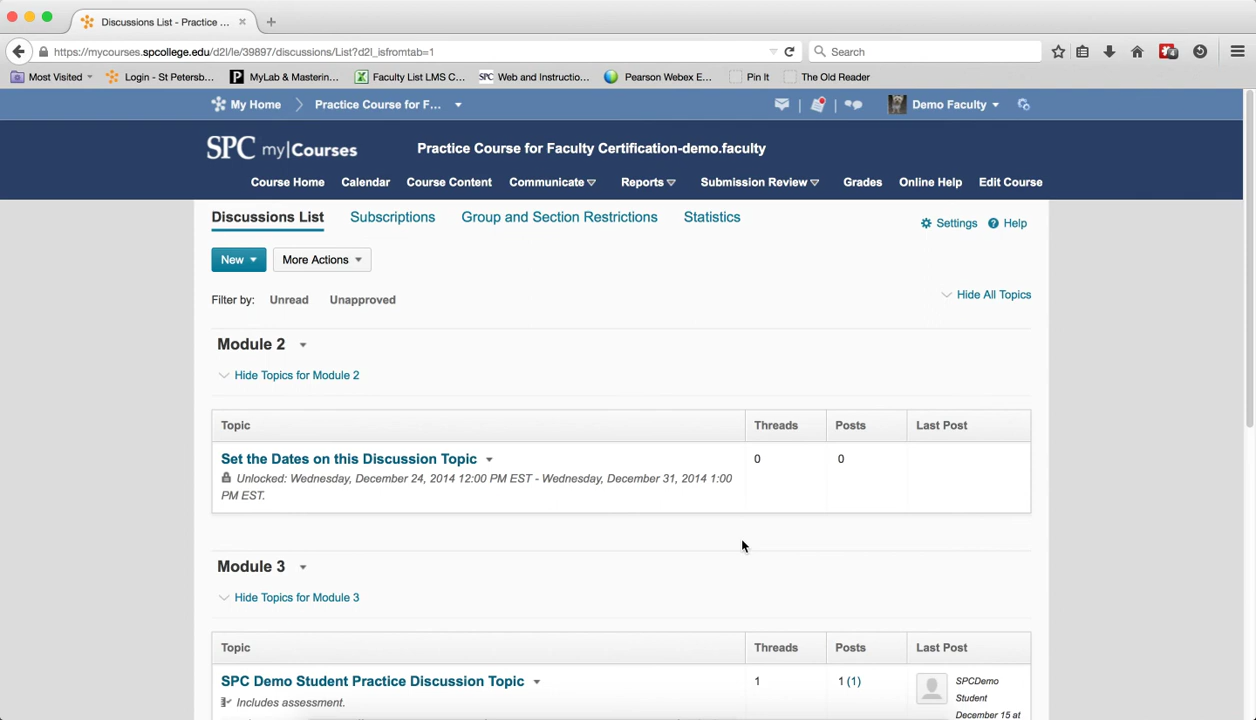 Discussions List - Practice ...
https://mycourses.spcollege.edu/d2l/le/39897/discussions/List?d2l_isfromtab=1
Search
Most Visited
Login - St Petersb...
MyLab & Masterin...
Faculty List LMS C...
SPC Web and Instructio...
Pearson Webex E...
Pin It
The Old Reader
My Home
Practice Course for F...
Demo Faculty
SPC my|Courses
Practice Course for Faculty Certification-demo.faculty
Course Home
Calendar
Course Content
Communicate
Reports
Submission Review
Grades
Online Help
Edit Course
Discussions List
Subscriptions
Group and Section Restrictions
Statistics
Settings
Help
New
More Actions
Filter by: Unread Unapproved
Hide All Topics
Module 2
Hide Topics for Module 2
Topic Threads Posts Last Post
Set the Dates on this Discussion Topic 0 0
Unlocked: Wednesday, December 24, 2014 12:00 PM EST - Wednesday, December 31, 2014 1:00
PM EST.
Module 3
Hide Topics for Module 3
Topic Threads Posts Last Post
SPC Demo Student Practice Discussion Topic 1 1 (1) SPCDemo
Student
Includes assessment.
December 15 at